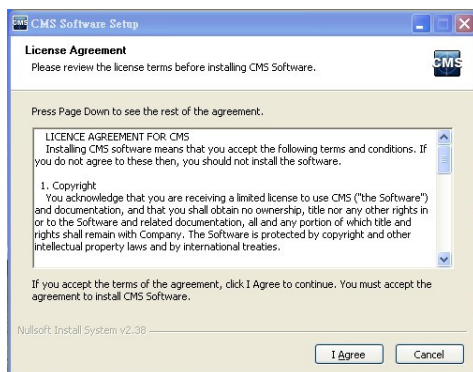 CMS Software Setup
License Agreement
Please review the license terms before installing CMS Software.
CMS
Press Page Down to see the rest of the agreement.
LICENCE AGREEMENT FOR CMS
Installing CMS software means that you accept the following terms and conditions. If
you do not agree to these then, you should not install the software.
1. Copyright
You acknowledge that you are receiving a limited license to use CMS ("the Software")
and documentation, and that you shall obtain no ownership, title nor any other rights in
or to the Software and related documentation, all and any portion of which title and
rights shall remain with Company. The Software is protected by copyright and other
intellectual property laws and by international treaties.
If you accept the terms of the agreement, click I Agree to continue. You must accept the
agreement to install CMS Software.
Nullsoft Install System v2.38
I Agree
Cancel